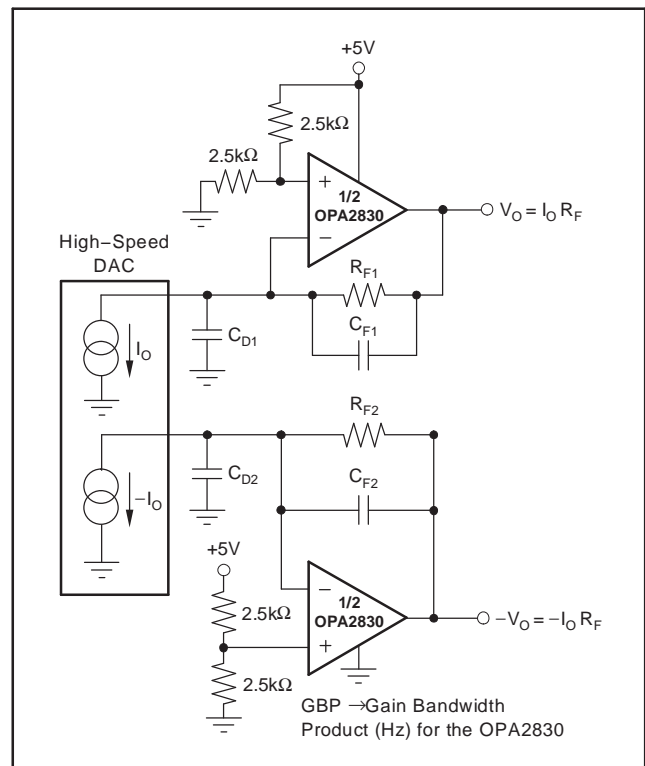 +5V
2.5kΩ
2.5kΩ
+
1/2
OPA2830
−
V_O = I_O R_F
High−Speed
DAC
R_F1
C_F1
C_D1
I_O
R_F2
C_D2
C_F2
−I_O
+5V
2.5kΩ
−
1/2
OPA2830
+
−V_O = −I_O R_F
2.5kΩ
GBP → Gain Bandwidth
Product (Hz) for the OPA2830